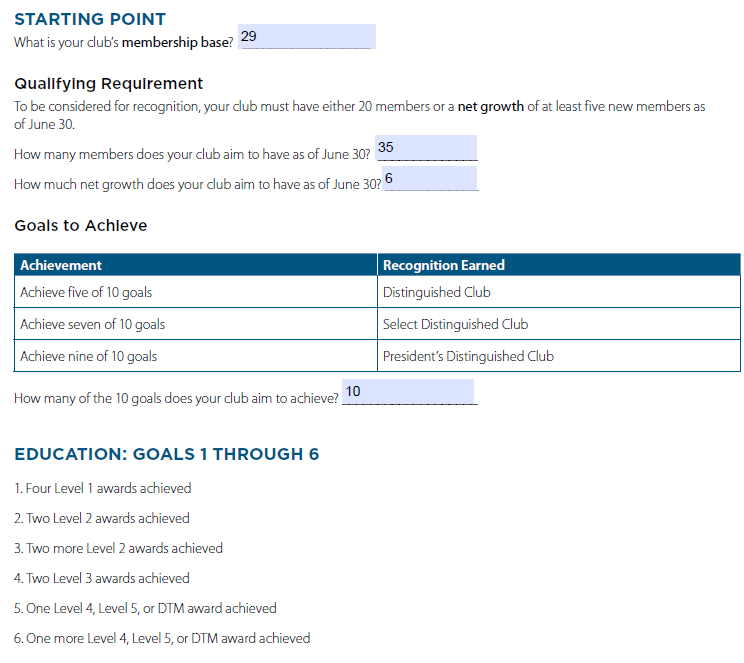 STARTING POINT
What is your club's membership base? 29
Qualifying Requirement
To be considered for recognition, your club must have either 20 members or a net growth of at least five new members as
of June 30.
How many members does your club aim to have as of June 30? 35
How much net growth does your club aim to have as of June 30? 6
Goals to Achieve
Achievement Recognition Earned
Achieve five of 10 goals Distinguished Club
Achieve seven of 10 goals Select Distinguished Club
Achieve nine of 10 goals President's Distinguished Club
How many of the 10 goals does your club aim to achieve? 10
EDUCATION: GOALS 1 THROUGH 6
1. Four Level 1 awards achieved
2. Two Level 2 awards achieved
3. Two more Level 2 awards achieved
4. Two Level 3 awards achieved
5. One Level 4, Level 5, or DTM award achieved
6. One more Level 4, Level 5, or DTM award achieved